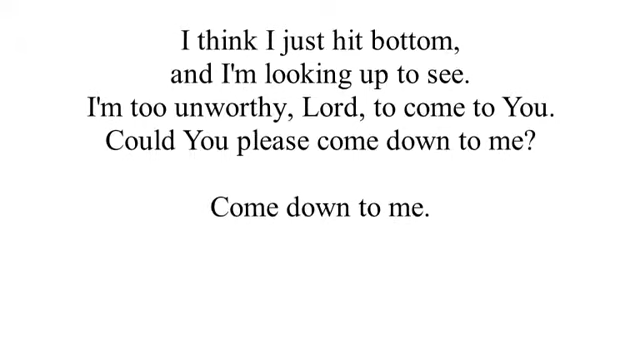 I think I just hit bottom,
and I'm looking up to see.
I'm too unworthy, Lord, to come to You.
Could You please come down to me?
Come down to me.